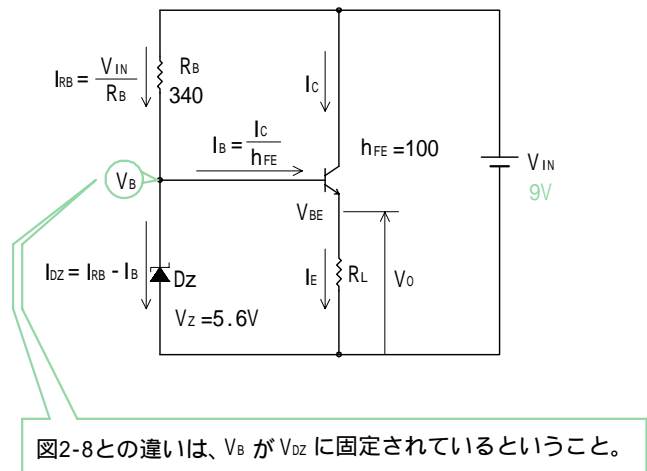 IRB = VIN / RB
RB
340
IC
IB = IC / hFE
hFE =100
VB
VIN
9V
VBE
IDZ = IRB - IB
DZ
IE
RL
VO
VZ =5.6V
図2-8との違いは、VB が VDZ に固定されているということ。